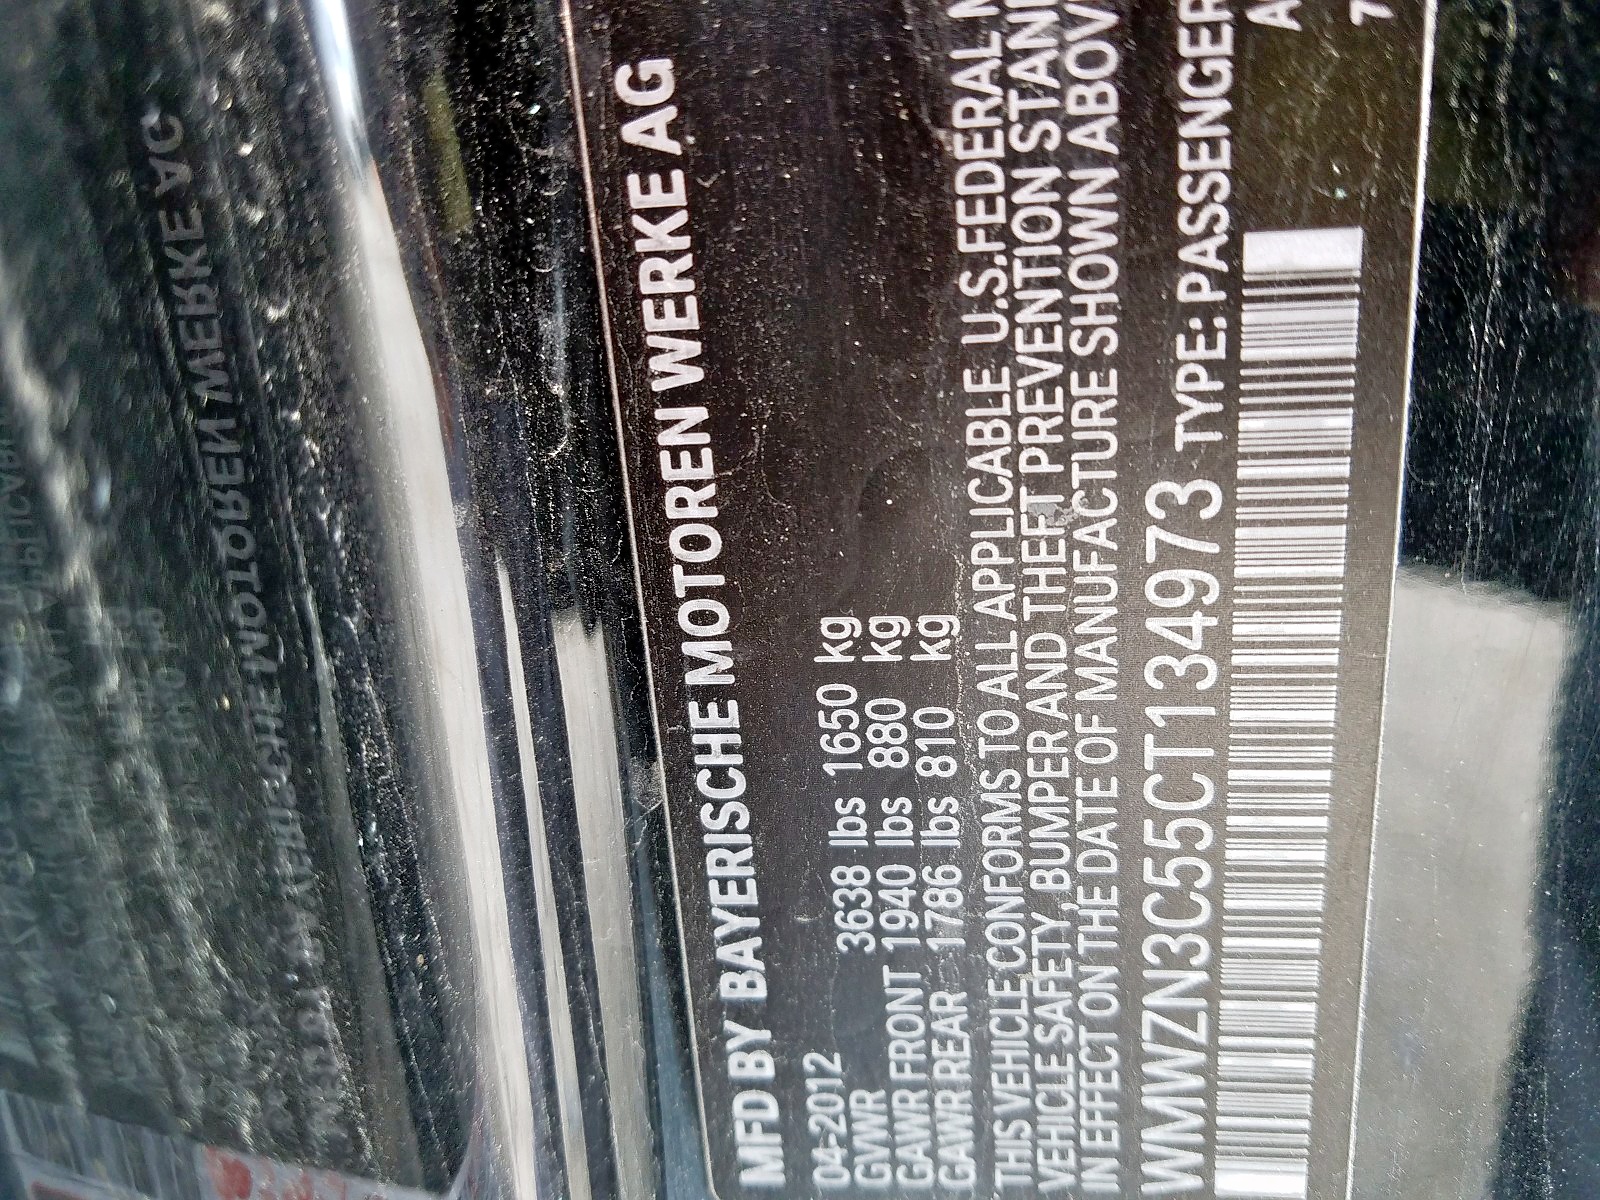 MFD BY BAYERISCHE MOTOREN WERKE AG
04-2012
GVWR 3638 lbs 1650 kg
GAWR FRONT 1940 lbs 880 kg
GAWR REAR 1786 lbs 810 kg
THIS VEHICLE CONFORMS TO ALL APPLICABLE U.S.FEDERAL
VEHICLE SAFETY, BUMPER AND THEFT PREVENTION
IN EFFECT ON THE DATE OF MANUFACTURE SHOWN
WMWZN3C55CT134973 TYPE: PASSENGER